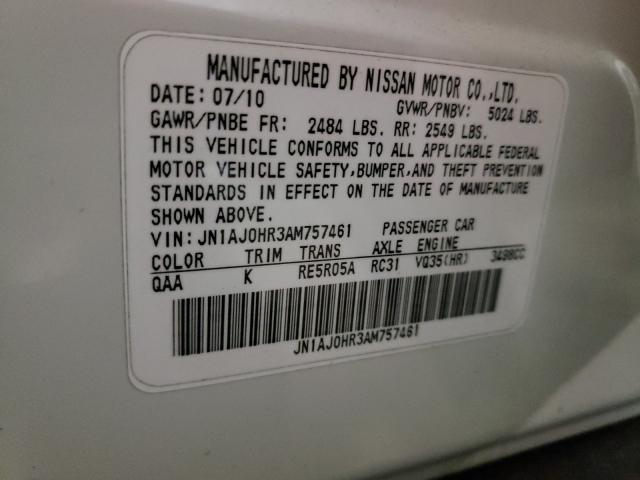 MANUFACTURED BY NISSAN MOTOR CO.,LTD.
DATE: 07/10 GVWR/PNBV: 5024 LBS.
GAWR/PNBE FR: 2484 LBS. RR: 2549 LBS.
THIS VEHICLE CONFORMS TO ALL APPLICABLE FEDERAL
MOTOR VEHICLE SAFETY,BUMPER,AND THEFT PREVENTION
STANDARDS IN EFFECT ON THE DATE OF MANUFACTURE
SHOWN ABOVE.
VIN: JN1AJ0HR3AM757461 PASSENGER CAR
COLOR TRIM TRANS AXLE ENGINE
QAA K RE5R05A RC31 VQ35(HR) 3498CC
JN1AJ0HR3AM757461